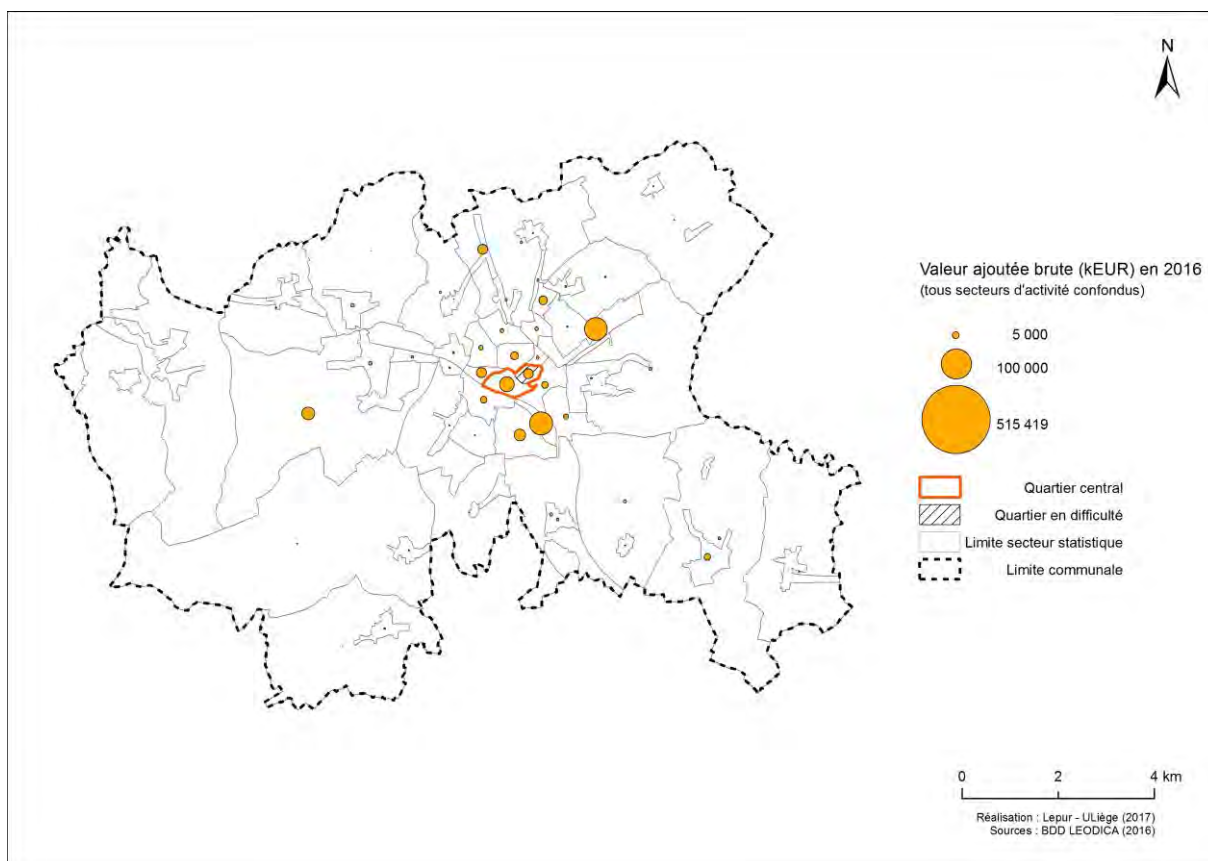 N
Valeur ajoutée brute (kEUR) en 2016
(tous secteurs d'activité confondus)
5 000
100 000
515 419
Quartier central
Quartier en difficulté
Limite secteur statistique
Limite communale
0 2 4 km
Réalisation : Lepur - ULiège (2017)
Sources : BDD LEODICA (2016)